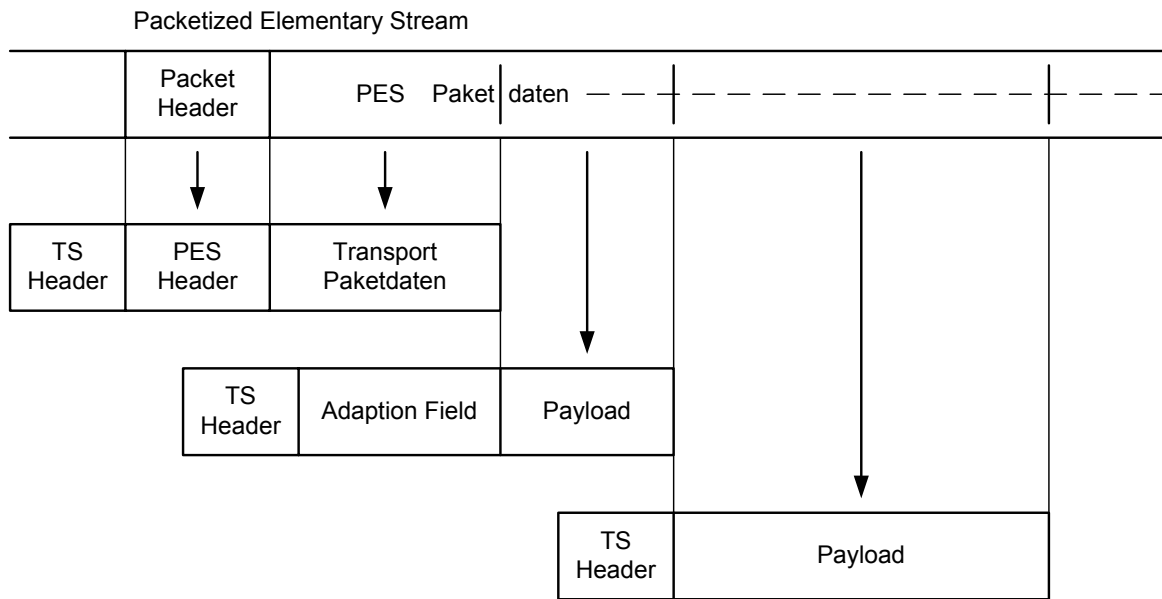 Packetized Elementary Stream
Packet
Header
PES Paket daten
TS
Header
PES
Header
Transport
Paketdaten
TS
Header
Adaption Field
Payload
TS
Header
Payload